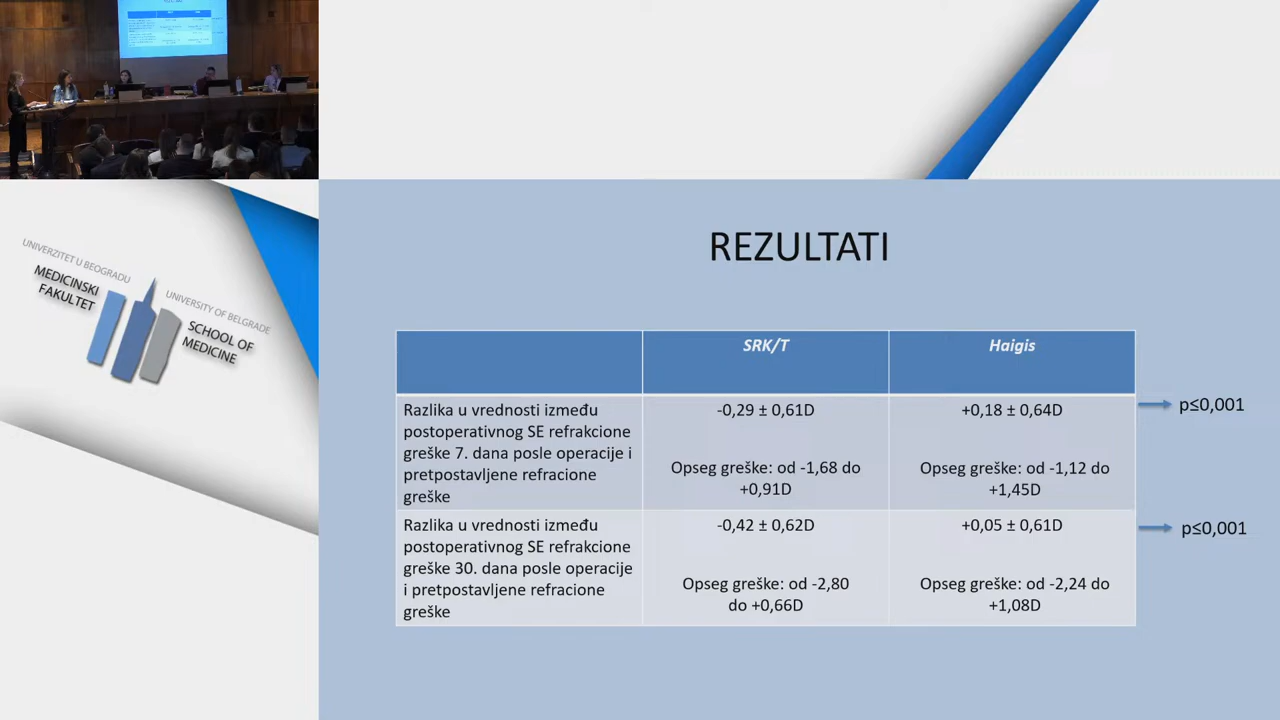 UNIVERZITET U BEOGRADU
MEDICINSKI
FAKULTET
UNIVERSITY OF BELGRADE
SCHOOL OF
MEDICINE
REZULTATI
SRK/T
Haigis
Razlika u vrednosti između
postoperativnog SE refrakcione
greške 7. dana posle operacije i
pretpostavljene refracione
greške
-0,29 ± 0,61D
Opseg greške: od -1,68 do
+0,91D
+0,18 ± 0,64D
Opseg greške: od -1,12 do
+1,45D
p≤0,001
Razlika u vrednosti između
postoperativnog SE refrakcione
greške 30. dana posle operacije
i pretpostavljene refracione
greške
-0,42 ± 0,62D
Opseg greške: od -2,80
do +0,66D
+0,05 ± 0,61D
Opseg greške: od -2,24 do
+1,08D
p≤0,001